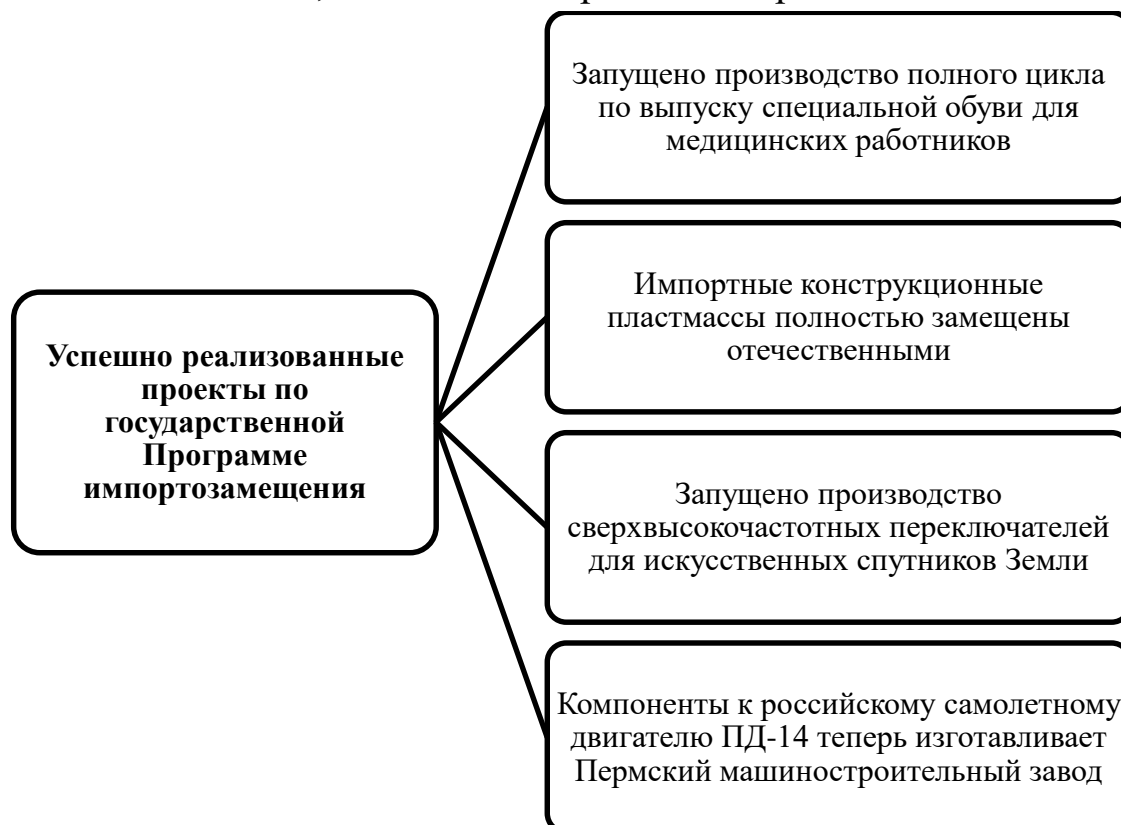 Успешно реализованные
проекты по
государственной
Программе
импортозамещения
Запущено производство полного цикла
по выпуску специальной обуви для
медицинских работников
Импортные конструкционные
пластмассы полностью замещены
отечественными
Запущено производство
сверхвысокочастотных переключателей
для искусственных спутников Земли
Компоненты к российскому самолетному
двигателю ПД-14 теперь изготавливает
Пермский машиностроительный завод